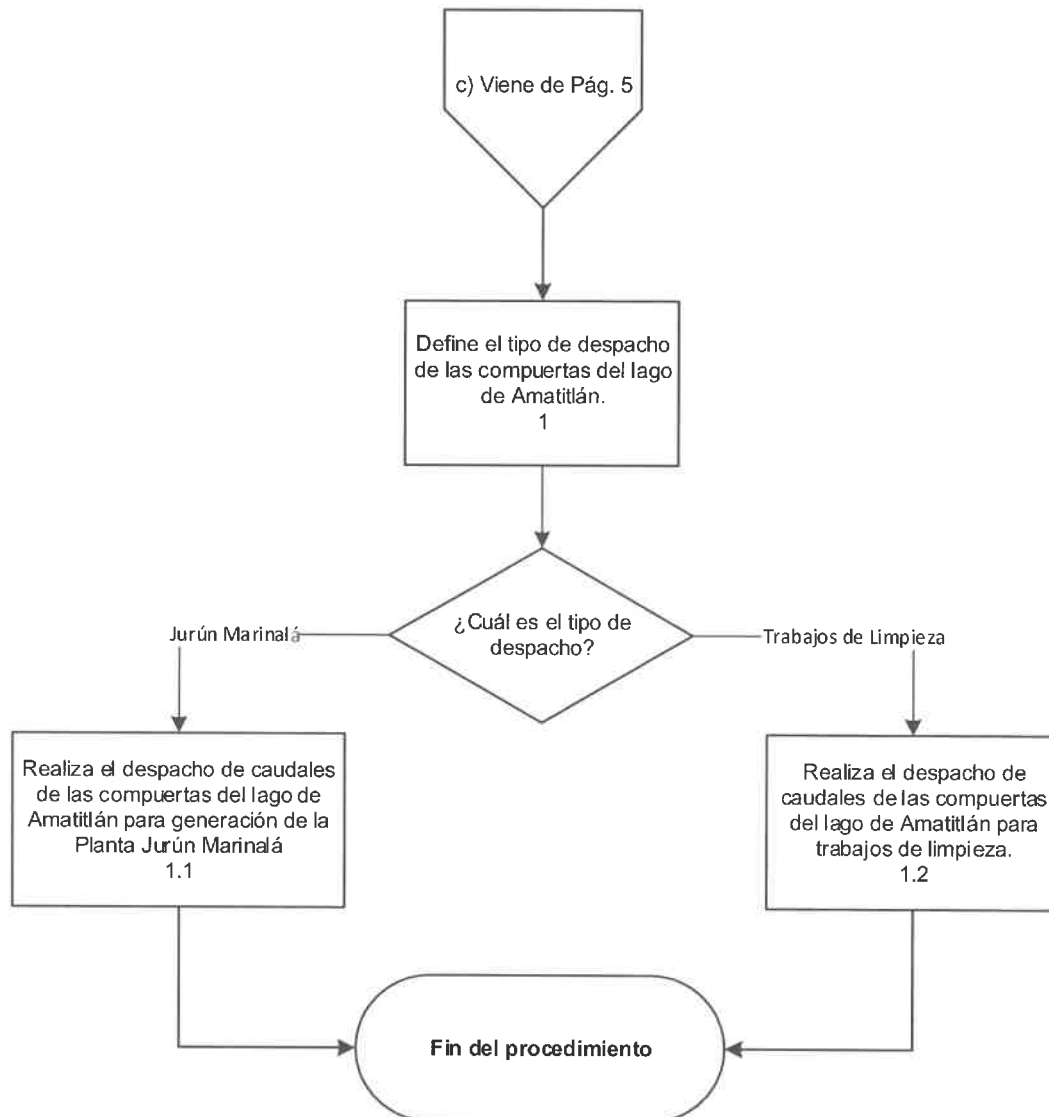 c) Viene de Pág. 5
Define el tipo de despacho
de las compuertas del lago
de Amatitlán.
1
¿Cuál es el tipo de
despacho?
Jurún Marinalá
Trabajos de Limpieza
Realiza el despacho de caudales
de las compuertas del lago de
Amatitlán para generación de la
Planta Jurún Marinalá
1.1
Realiza el despacho de
caudales de las compuertas
del lago de Amatitlán para
trabajos de limpieza.
1.2
Fin del procedimiento